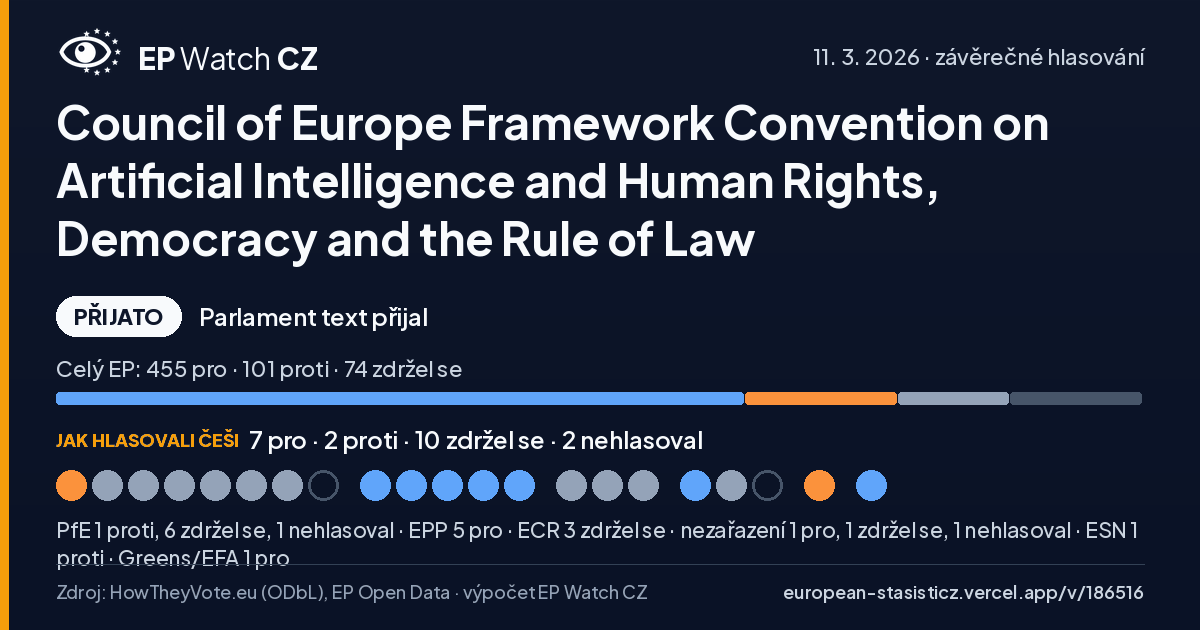 EP Watch CZ
11. 3. 2026 · závěrečné hlasování
Council of Europe Framework Convention on
Artificial Intelligence and Human Rights,
Democracy and the Rule of Law
PŘIJATO Parlament text přijal
Celý EP: 455 pro · 101 proti · 74 zdržel se
JAK HLASOVALI ČEŠI 7 pro · 2 proti · 10 zdržel se · 2 nehlasoval
PfE 1 proti, 6 zdržel se, 1 nehlasoval · EPP 5 pro · ECR 3 zdržel se · nezařazení 1 pro, 1 zdržel se, 1 nehlasoval · ESN 1
proti · Greens/EFA 1 pro
Zdroj: HowTheyVote.eu (ODbL), EP Open Data · výpočet EP Watch CZ
european-stasisticz.vercel.app/v/186516